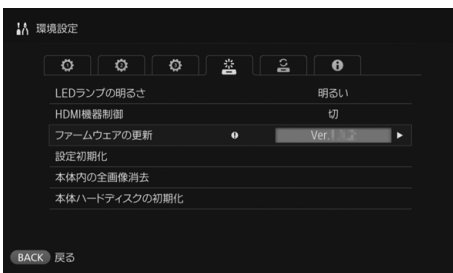 環境設定
LEDランプの明るさ 明るい
HDMI機器制御 切
ファームウェアの更新 Ver.
設定初期化
本体内の全画像消去
本体ハードディスクの初期化
BACK 戻る